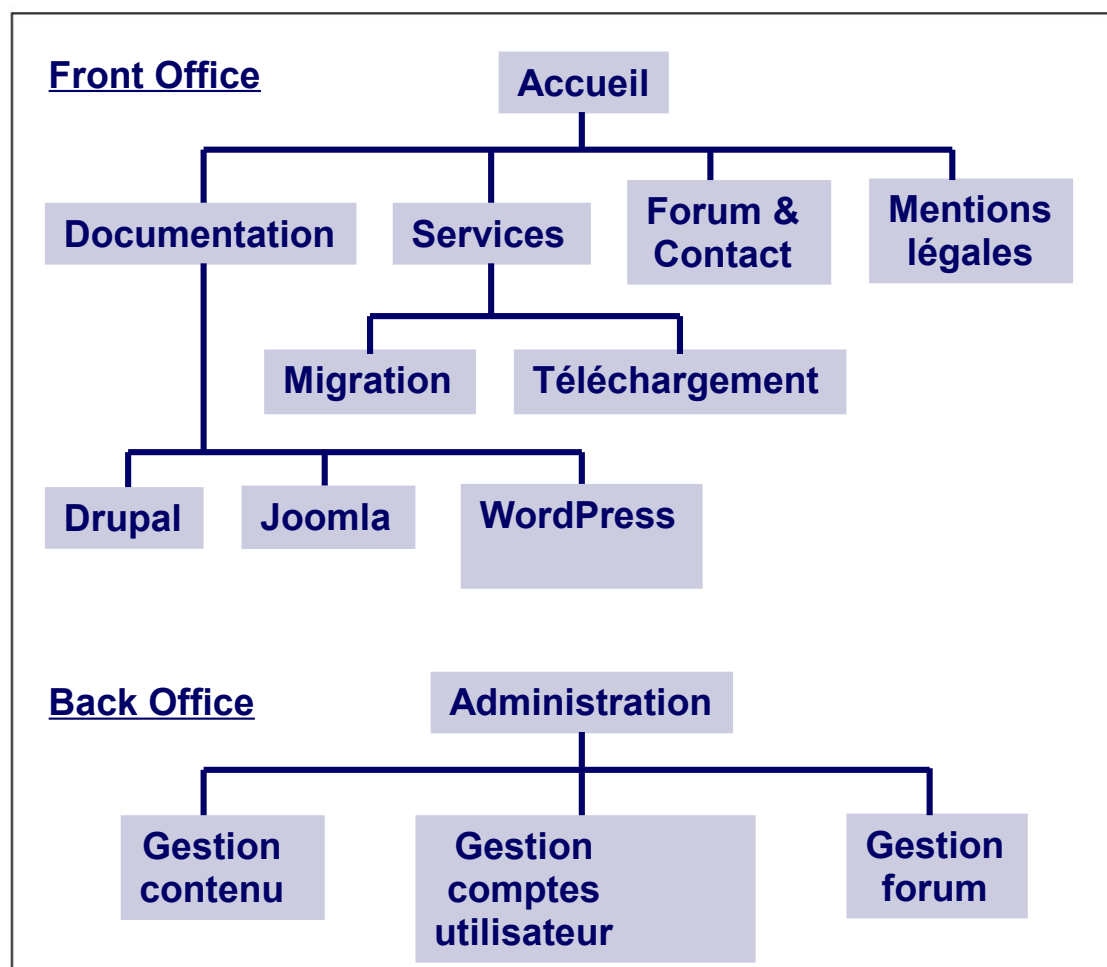 Front Office
Accueil
Documentation
Services
Forum &
Contact
Mentions
légales
Migration
Téléchargement
Drupal
Joomla
WordPress
Back Office
Administration
Gestion
contenu
Gestion
comptes
utilisateur
Gestion
forum